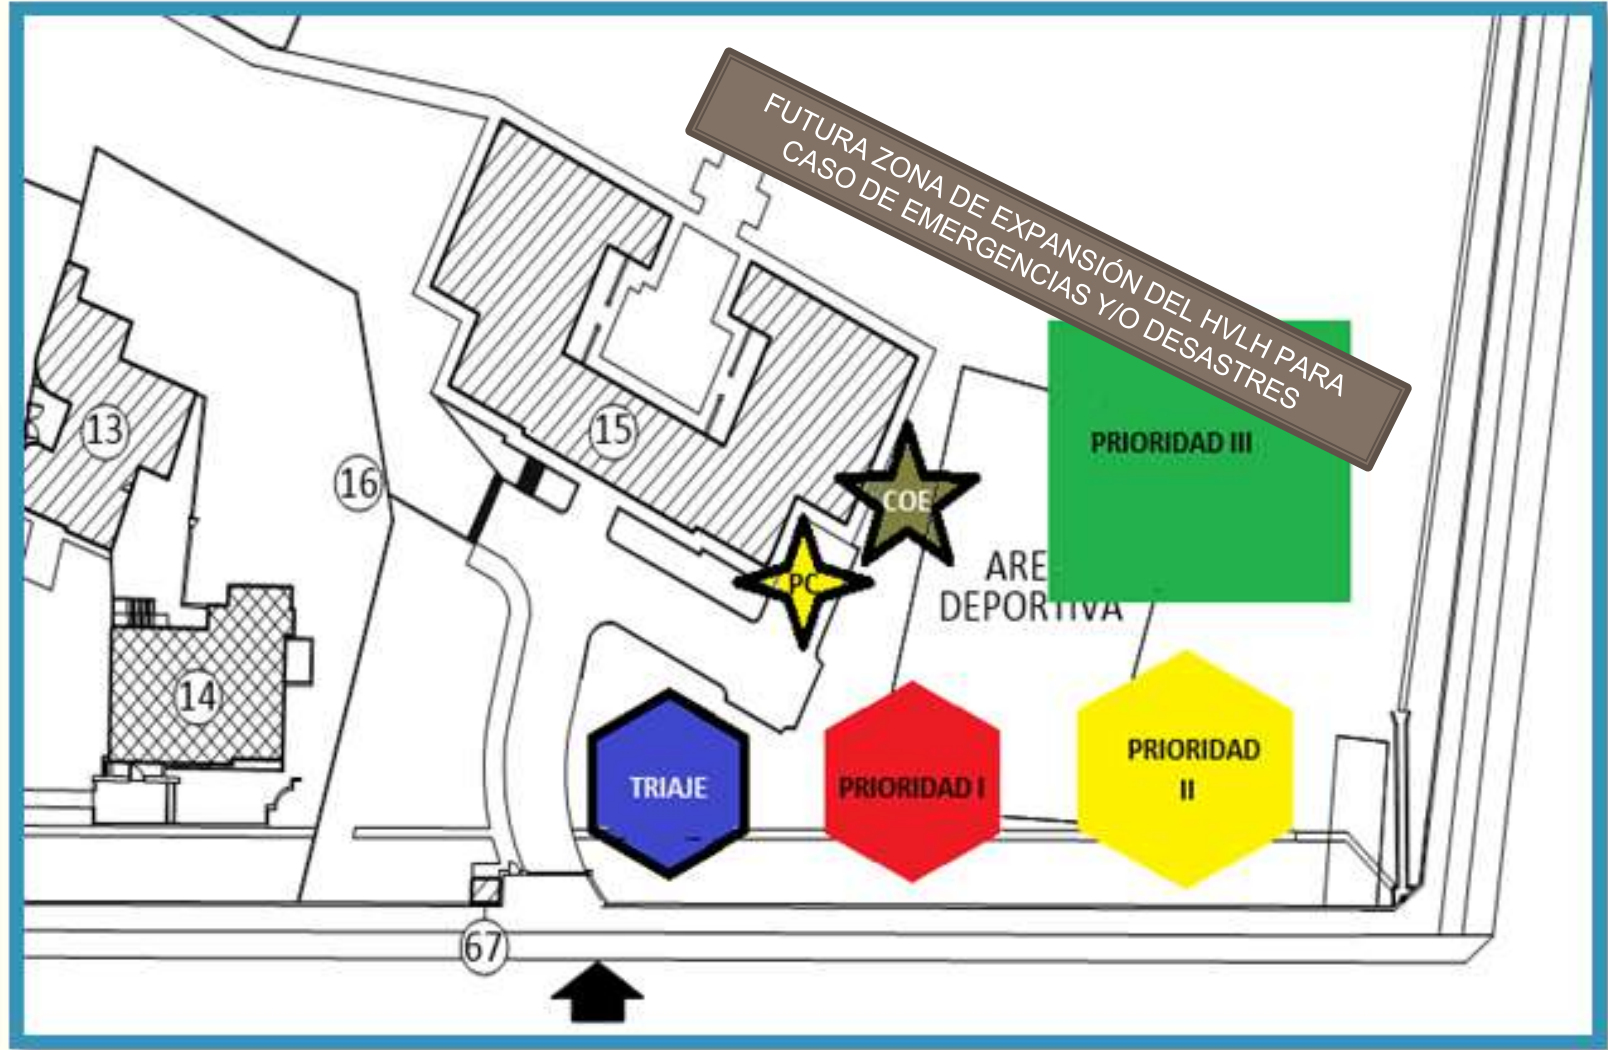 FUTURA ZONA DE EXPANSIÓN DEL HVLH PARA
CASO DE EMERGENCIAS Y/O DESASTRES
13
15
16
PRIORIDAD III
COE
PC
ARE
DEPORTIVA
14
TRIAJE
PRIORIDAD I
PRIORIDAD
II
67